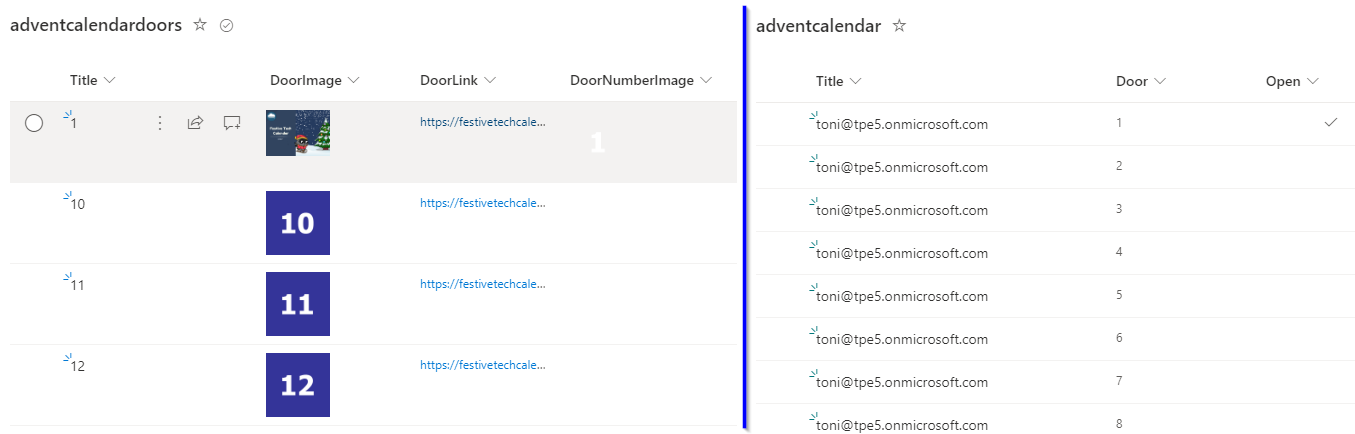 adventcalendardoors
Title DoorImage DoorLink DoorNumberImage
1 Festive Tech Calendar https://festivetechcale... 1
10 10 https://festivetechcale...
11 11 https://festivetechcale...
12 12 https://festivetechcale...
adventcalendar
Title Door Open
toni@tpe5.onmicrosoft.com 1
toni@tpe5.onmicrosoft.com 2
toni@tpe5.onmicrosoft.com 3
toni@tpe5.onmicrosoft.com 4
toni@tpe5.onmicrosoft.com 5
toni@tpe5.onmicrosoft.com 6
toni@tpe5.onmicrosoft.com 7
toni@tpe5.onmicrosoft.com 8